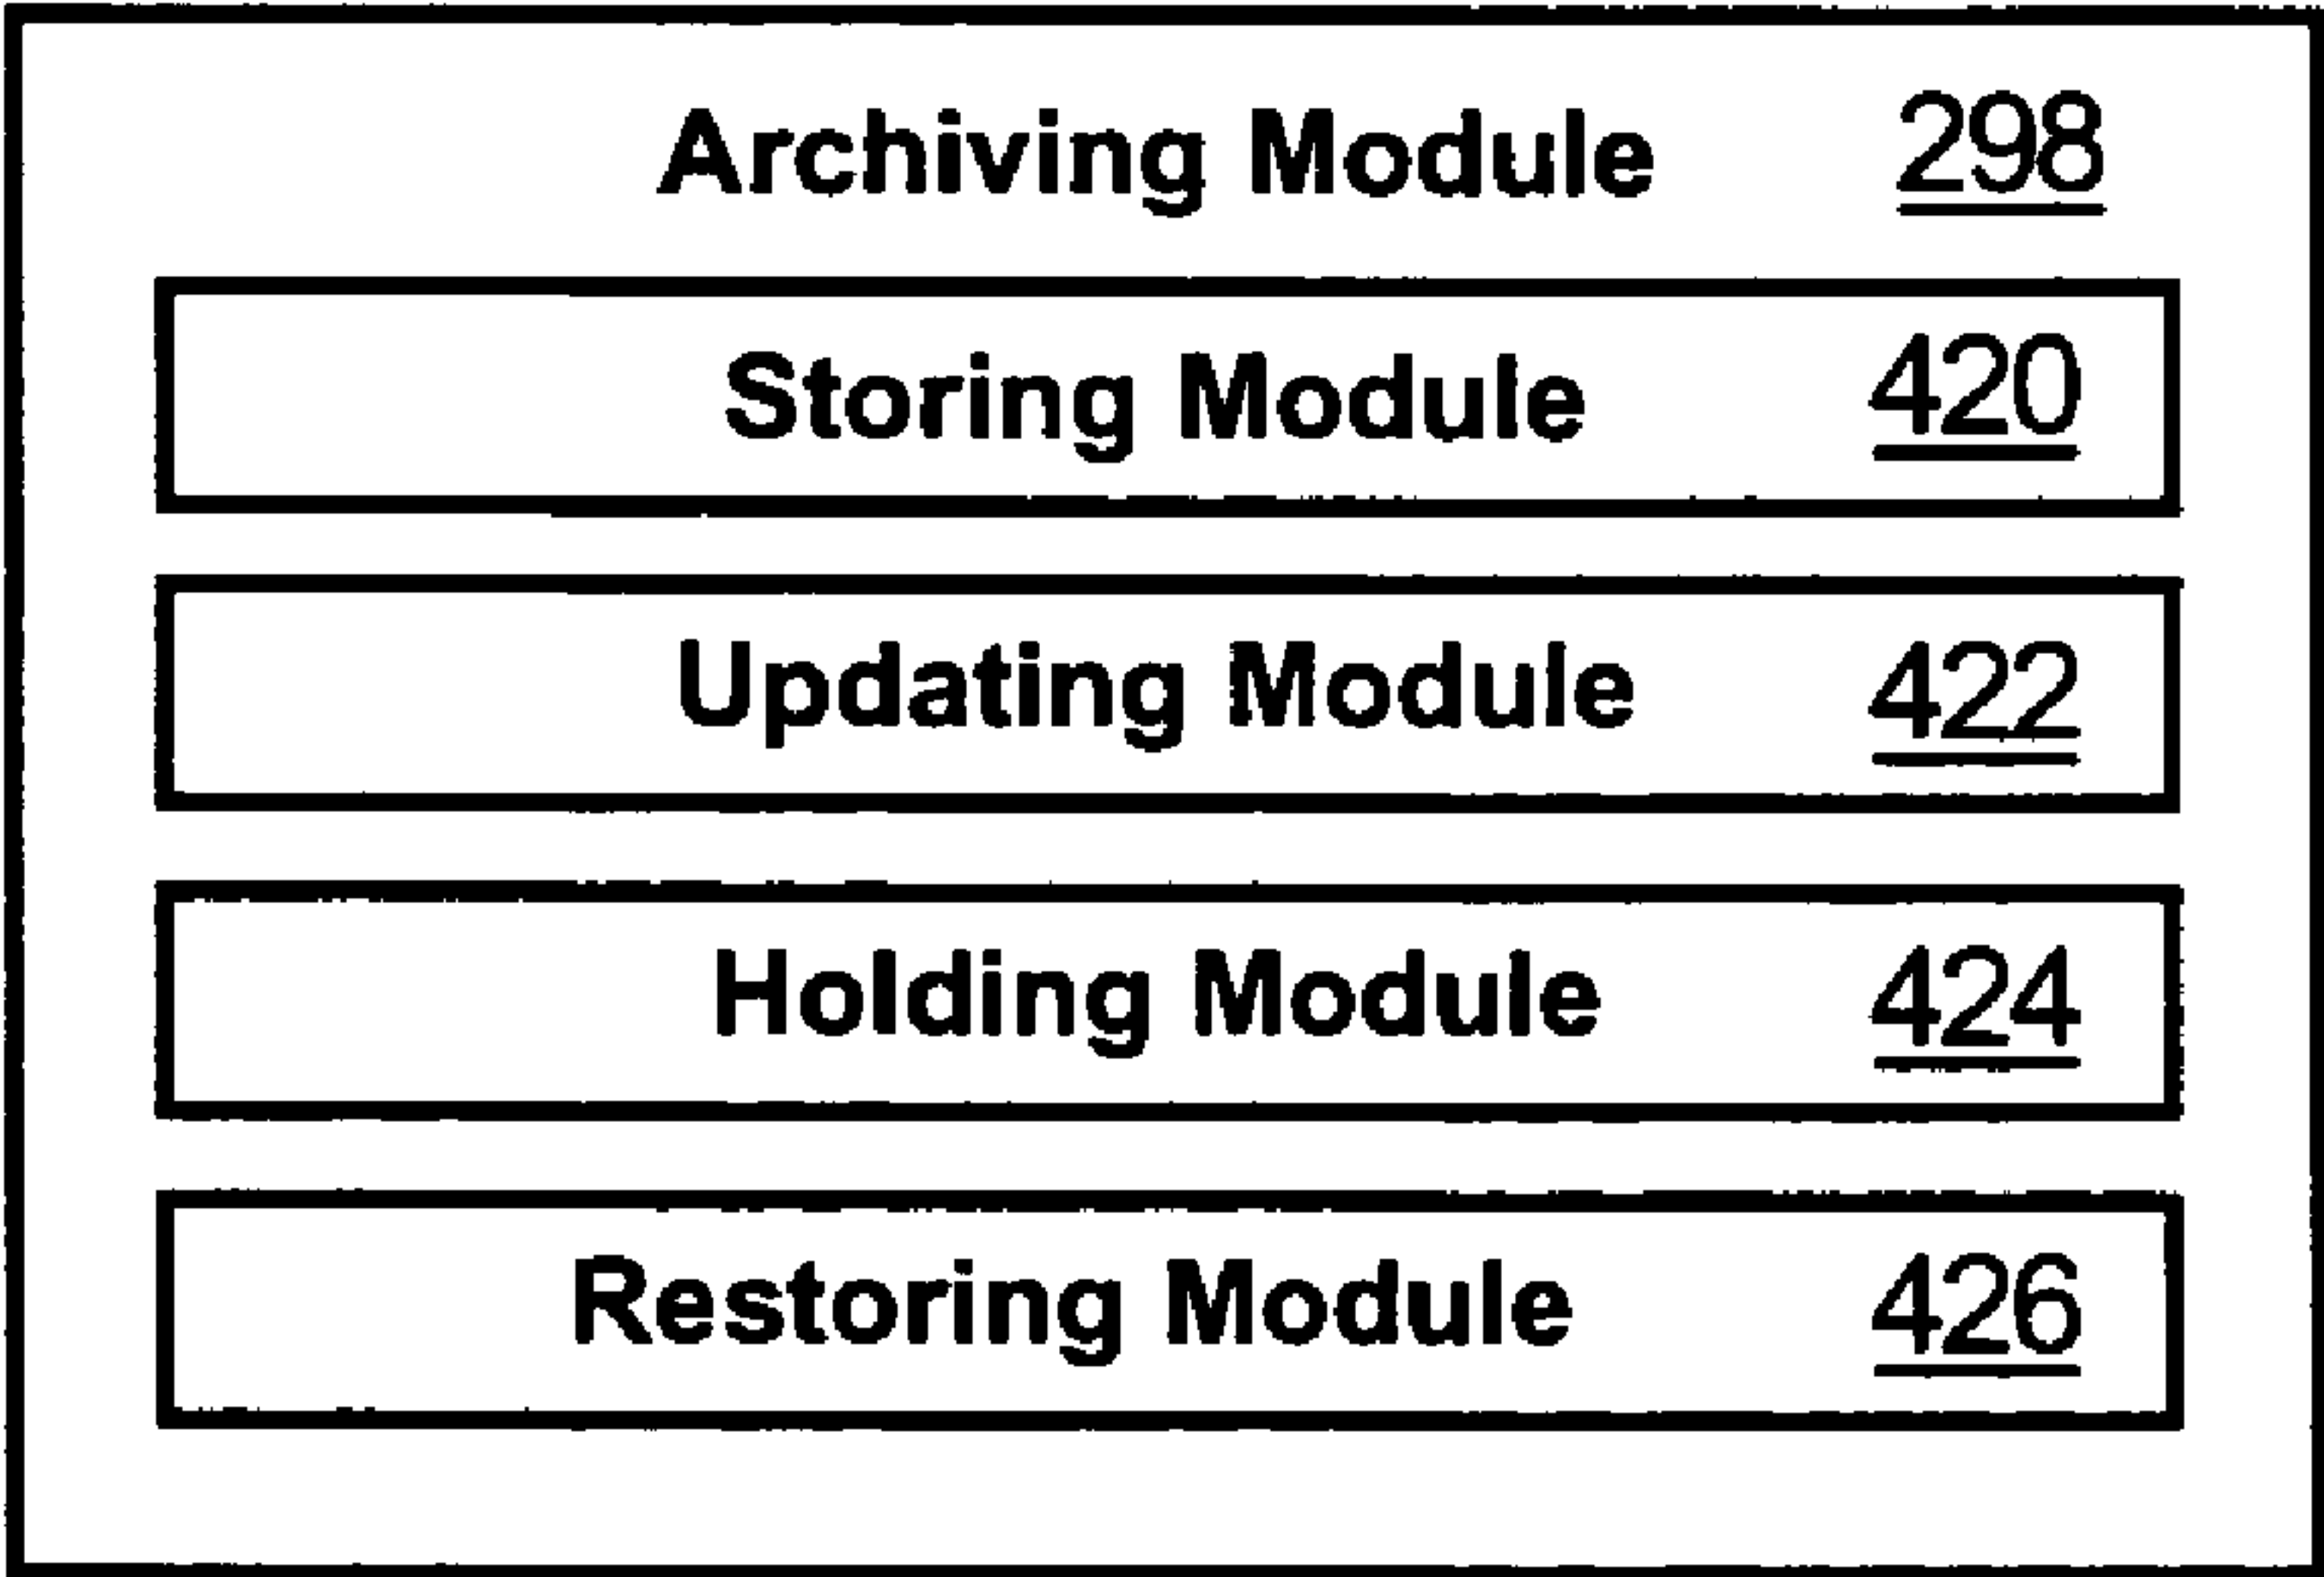 Archiving Module 298
Storing Module 420
Updating Module 422
Holding Module 424
Restoring Module 426